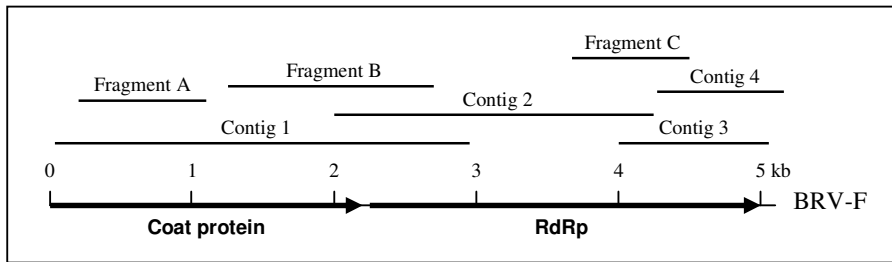 Fragment C
Fragment B
Contig 4
Fragment A
Contig 2
Contig 1
Contig 3
0 1 2 3 4 5 kb
BRV-F
Coat protein RdRp